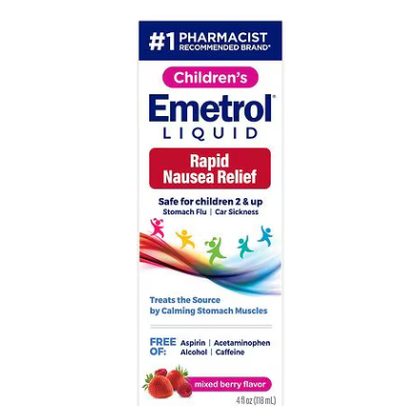 #1 PHARMACIST
RECOMMENDED BRAND*
Children's
Emetrol®
LIQUID
Rapid
Nausea Relief
Safe for children 2 & up
Stomach Flu | Car Sickness
Treats the Source
by Calming Stomach Muscles
FREE OF: Aspirin | Acetaminophen
Alcohol | Caffeine
mixed berry flavor
4 fl oz (118 mL)